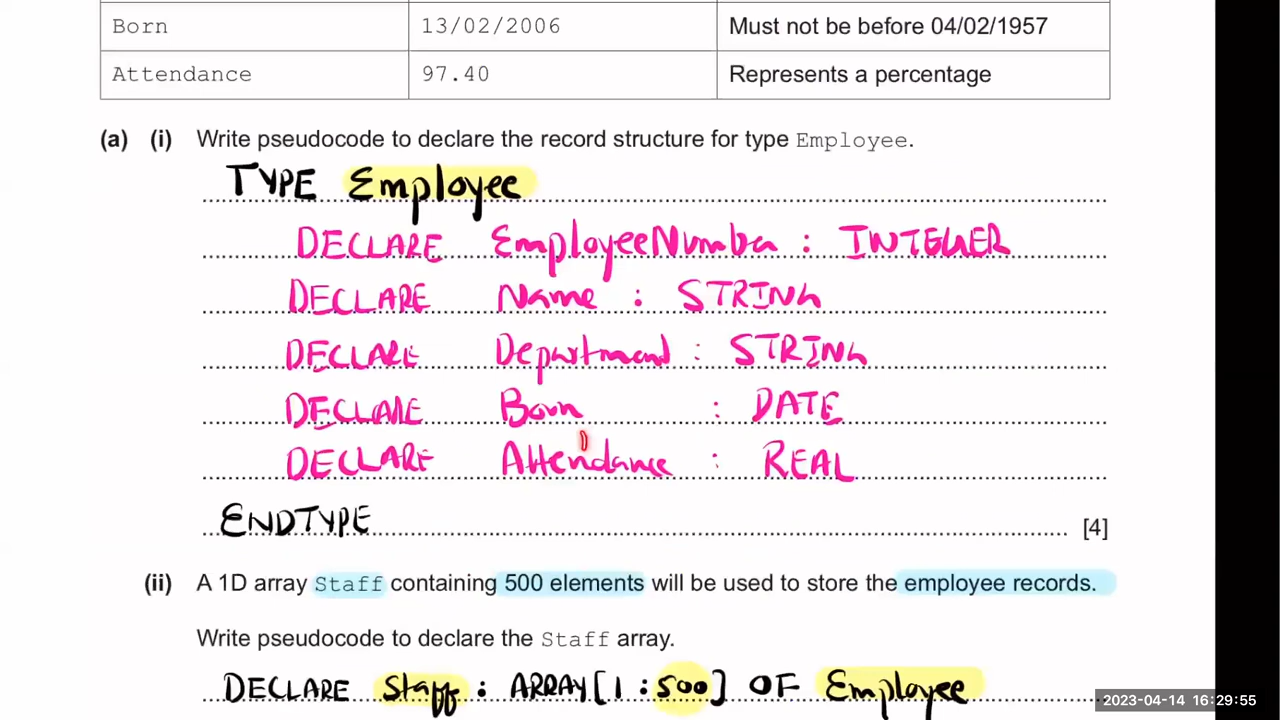 Born 13/02/2006 Must not be before 04/02/1957
Attendance 97.40 Represents a percentage
(a) (i) Write pseudocode to declare the record structure for type Employee.
TYPE Employee
DECLARE EmployeeNumber : INTEGER
DECLARE Name : STRING
DECLARE Department : STRING
DECLARE Born : DATE
DECLARE Attendance : REAL
ENDTYPE [4]
(ii) A 1D array Staff containing 500 elements will be used to store the employee records.
Write pseudocode to declare the Staff array.
DECLARE Staff : ARRAY[1:500] OF Employee
2023-04-14 16:29:55